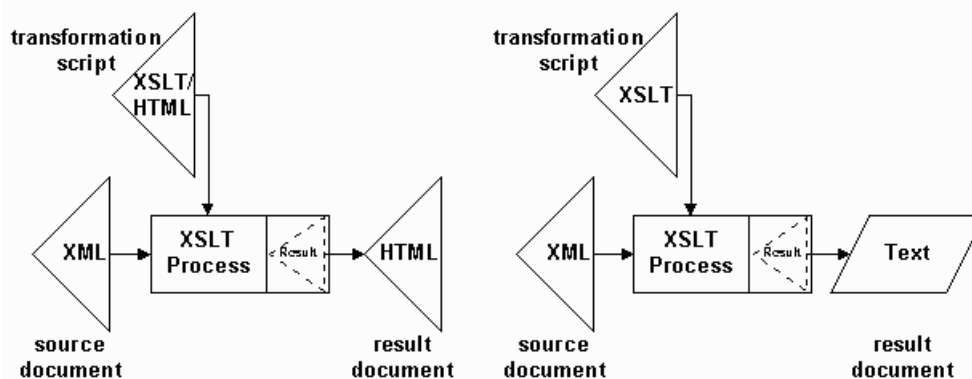 transformation
script
XSLT/
HTML
XML
XSLT
Process
Result
HTML
source
document
result
document
transformation
script
XSLT
XML
XSLT
Process
Result
Text
source
document
result
document